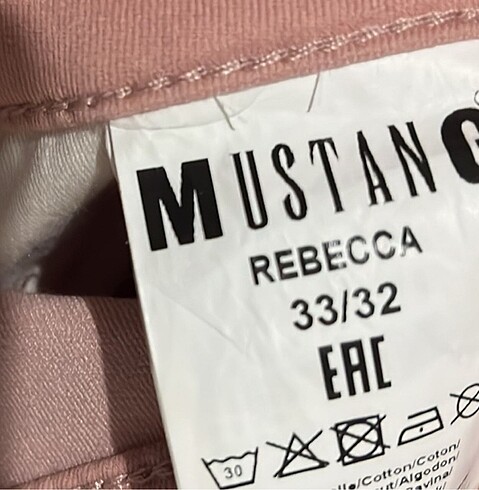 MUSTANG
REBECCA
33/32
EAC
30
/Cotton/Coton/
/Algodon/